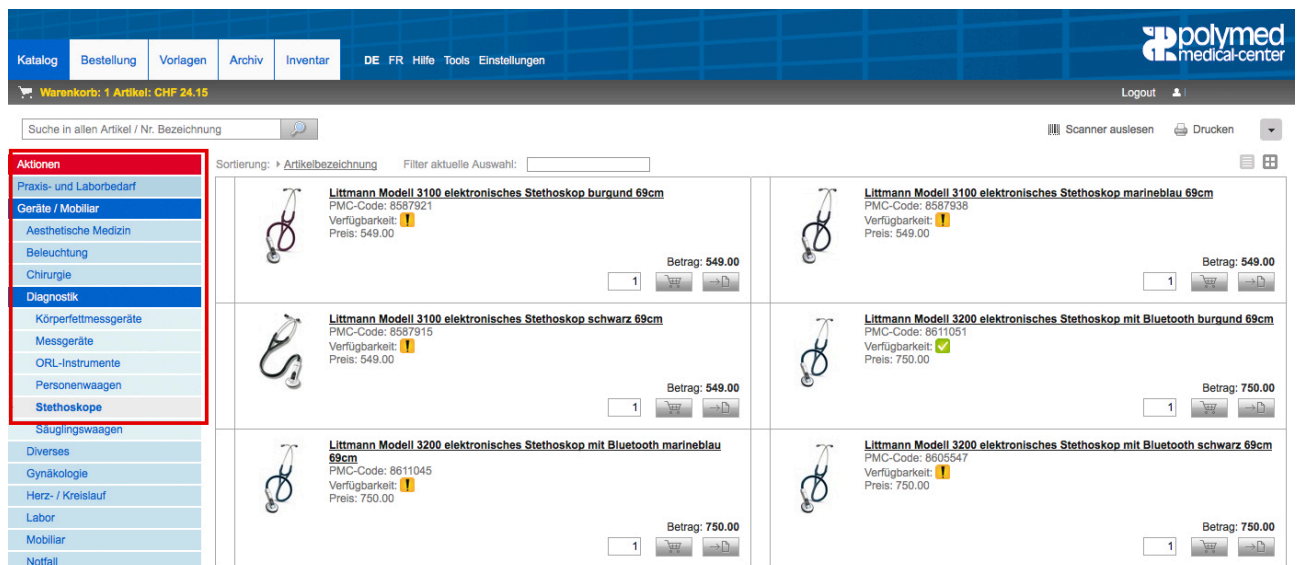 polymed
medical-center
Katalog Bestellung Vorlagen Archiv Inventar DE FR Hilfe Tools Einstellungen
Warenkorb: 1 Artikel: CHF 24.15 Logout
Suche in allen Artikel / Nr. Bezeichnung Scanner auslesen Drucken
Aktionen
Praxis- und Laborbedarf
Geräte / Mobiliar
Aesthetische Medizin
Beleuchtung
Chirurgie
Diagnostik
Körperfettmessgeräte
Messgeräte
ORL-Instrumente
Personenwaagen
Stethoskope
Säuglingswaagen
Diverses
Gynäkologie
Herz- / Kreislauf
Labor
Mobiliar
Notfall
Sortierung: Artikelbezeichnung Filter aktuelle Auswahl:
Littmann Modell 3100 elektronisches Stethoskop burgund 69cm
PMC-Code: 8587921
Verfügbarkeit: !
Preis: 549.00
Betrag: 549.00
1
Littmann Modell 3100 elektronisches Stethoskop marineblau 69cm
PMC-Code: 8587938
Verfügbarkeit: !
Preis: 549.00
Betrag: 549.00
1
Littmann Modell 3100 elektronisches Stethoskop schwarz 69cm
PMC-Code: 8587915
Verfügbarkeit: !
Preis: 549.00
Betrag: 549.00
1
Littmann Modell 3200 elektronisches Stethoskop mit Bluetooth burgund 69cm
PMC-Code: 8611051
Verfügbarkeit:
Preis: 750.00
Betrag: 750.00
1
Littmann Modell 3200 elektronisches Stethoskop mit Bluetooth marineblau
69cm
PMC-Code: 8611045
Verfügbarkeit: !
Preis: 750.00
Betrag: 750.00
1
Littmann Modell 3200 elektronisches Stethoskop mit Bluetooth schwarz 69cm
PMC-Code: 8605547
Verfügbarkeit: !
Preis: 750.00
Betrag: 750.00
1